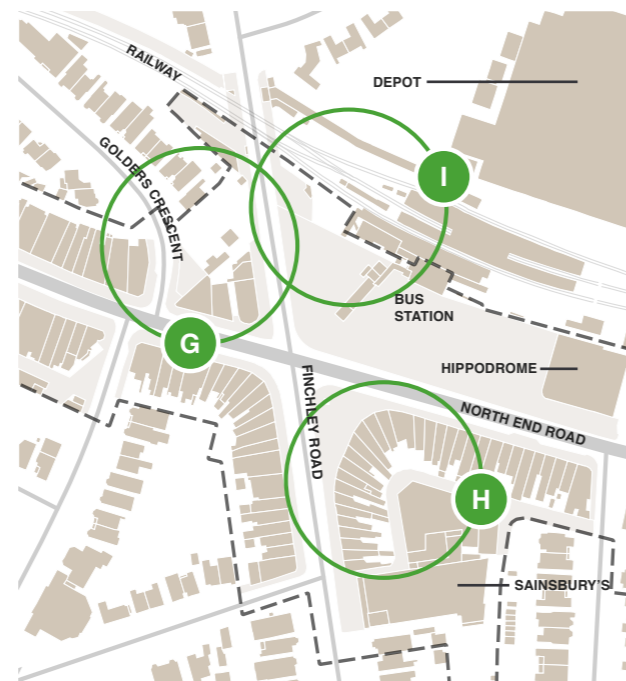 RAILWAY
DEPOT
GOLDERS CRESCENT
I
BUS
STATION
G
HIPPODROME
FINCHLEY ROAD
NORTH END ROAD
H
SAINSBURY'S